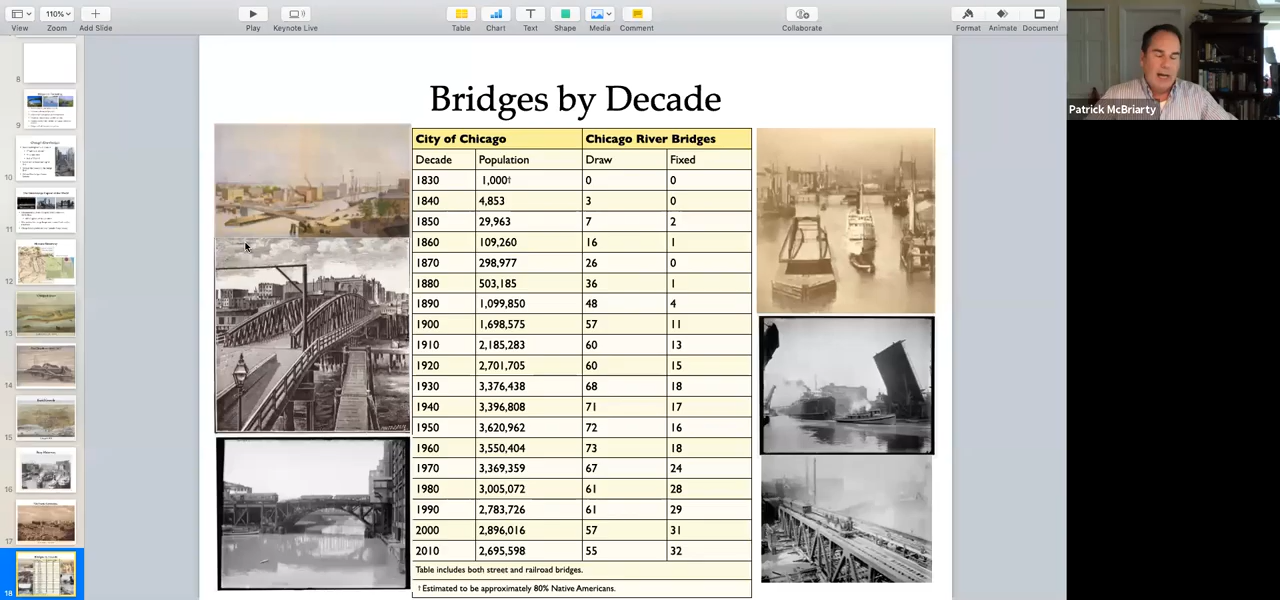 110%
View Zoom Add Slide Play Keynote Live Table Chart Text Shape Media Comment Collaborate Format Animate Document
Patrick McBriarty
8
9
10
11
12
13
14
15
16
17
18
Bridges by Decade
City of Chicago Chicago River Bridges
Decade Population Draw Fixed
1830 1,000† 0 0
1840 4,853 3 0
1850 29,963 7 2
1860 109,260 16 1
1870 298,977 26 0
1880 503,185 36 1
1890 1,099,850 48 4
1900 1,698,575 57 11
1910 2,185,283 60 13
1920 2,701,705 60 15
1930 3,376,438 68 18
1940 3,396,808 71 17
1950 3,620,962 72 16
1960 3,550,404 73 18
1970 3,369,359 67 24
1980 3,005,072 61 28
1990 2,783,726 61 29
2000 2,896,016 57 31
2010 2,695,598 55 32
Table includes both street and railroad bridges.
† Estimated to be approximately 80% Native Americans.